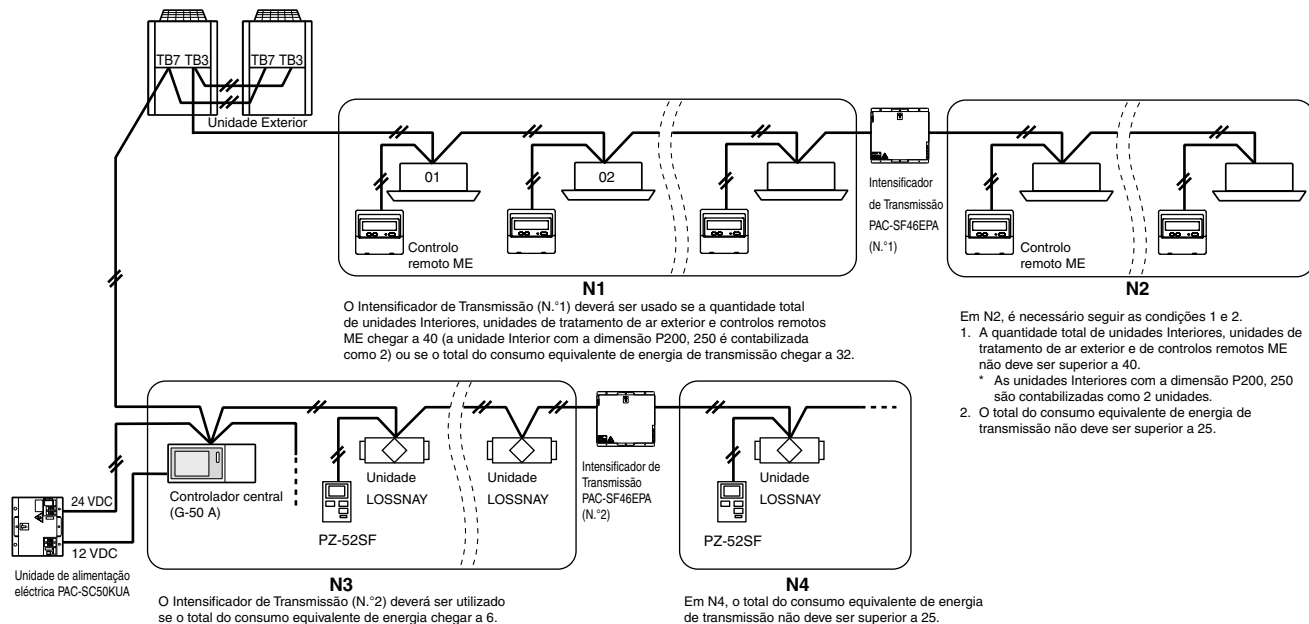 TB7 TB3
TB7 TB3
Unidade Exterior
01
02
Controlo
remoto ME
Intensificador
de Transmissão
PAC-SF46EPA
(N.°1)
Controlo
remoto ME
N1
O Intensificador de Transmissão (N.°1) deverá ser usado se a quantidade total
de unidades Interiores, unidades de tratamento de ar exterior e controlos remotos
ME chegar a 40 (a unidade Interior com a dimensão P200, 250 é contabilizada
como 2) ou se o total do consumo equivalente de energia de transmissão chegar a 32.
N2
Em N2, é necessário seguir as condições 1 e 2.
1. A quantidade total de unidades Interiores, unidades de
tratamento de ar exterior e de controlos remotos ME
não deve ser superior a 40.
* As unidades Interiores com a dimensão P200, 250
são contabilizadas como 2 unidades.
2. O total do consumo equivalente de energia de
transmissão não deve ser superior a 25.
24 VDC
12 VDC
Unidade de alimentação
eléctrica PAC-SC50KUA
Controlador central
(G-50 A)
PZ-52SF
Unidade
LOSSNAY
Unidade
LOSSNAY
Intensificador de
Transmissão
PAC-SF46EPA
(N.°2)
PZ-52SF
Unidade
LOSSNAY
N3
O Intensificador de Transmissão (N.°2) deverá ser utilizado
se o total do consumo equivalente de energia chegar a 6.
N4
Em N4, o total do consumo equivalente de energia
de transmissão não deve ser superior a 25.